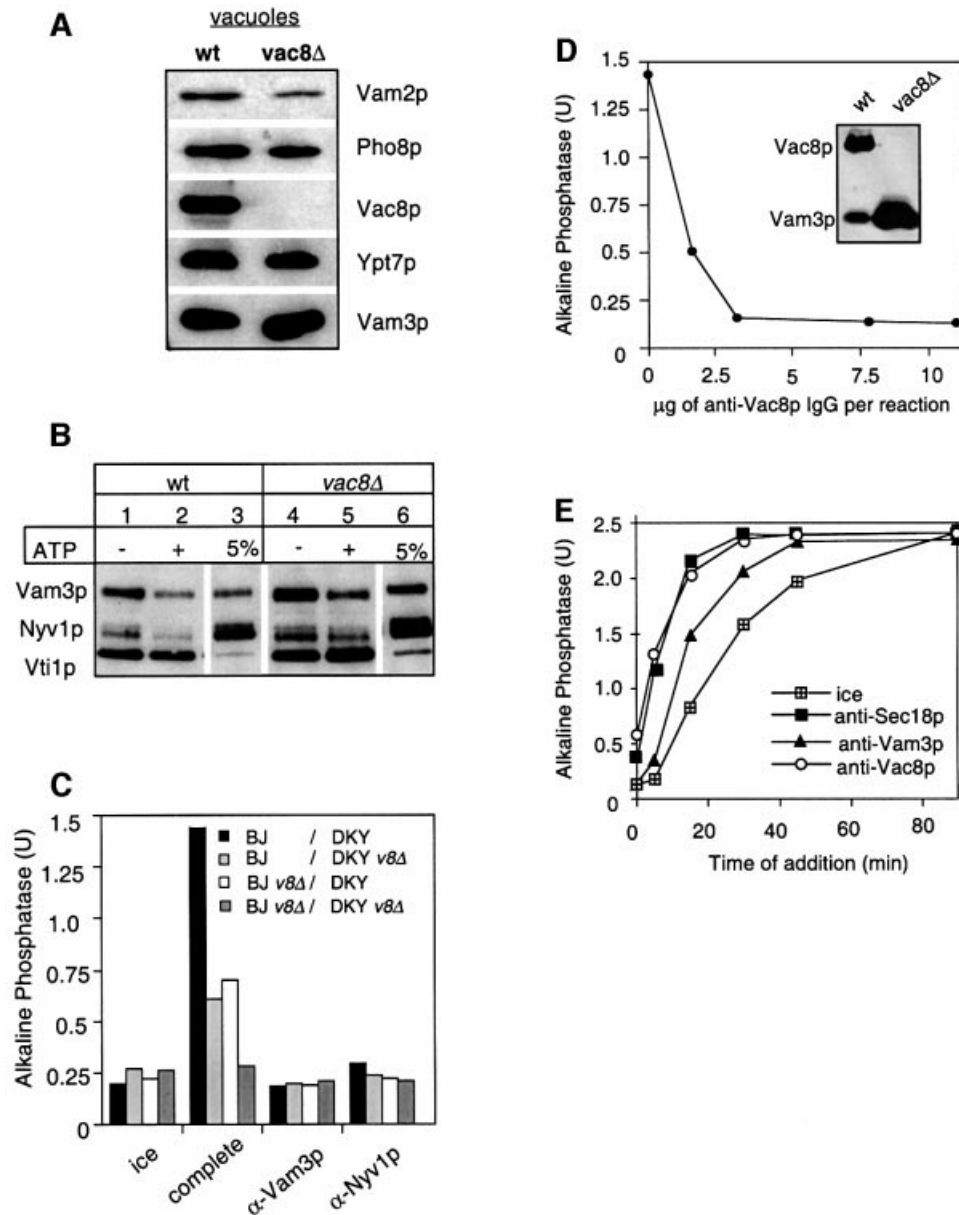 A
vacuoles
wt vac8Δ
Vam2p
Pho8p
Vac8p
Ypt7p
Vam3p
B
wt vac8Δ
1 2 3 4 5 6
ATP - + 5% - + 5%
Vam3p
Nyv1p
Vti1p
C
Alkaline Phosphatase (U)
1.5
1.25
1.0
0.75
0.5
0.25
0
BJ / DKY
BJ / DKY v8Δ
BJ v8Δ / DKY
BJ v8Δ / DKY v8Δ
ice
complete
α-Vam3p
α-Nyv1p
D
Alkaline Phosphatase (U)
1.5
1.25
1.0
0.75
0.5
0.25
0
wt vac8Δ
Vac8p
Vam3p
0 2.5 5 7.5 10
μg of anti-Vac8p IgG per reaction
E
Alkaline Phosphatase (U)
2.5
2.0
1.5
1.0
0.5
0
ice
anti-Sec18p
anti-Vam3p
anti-Vac8p
0 20 40 60 80
Time of addition (min)